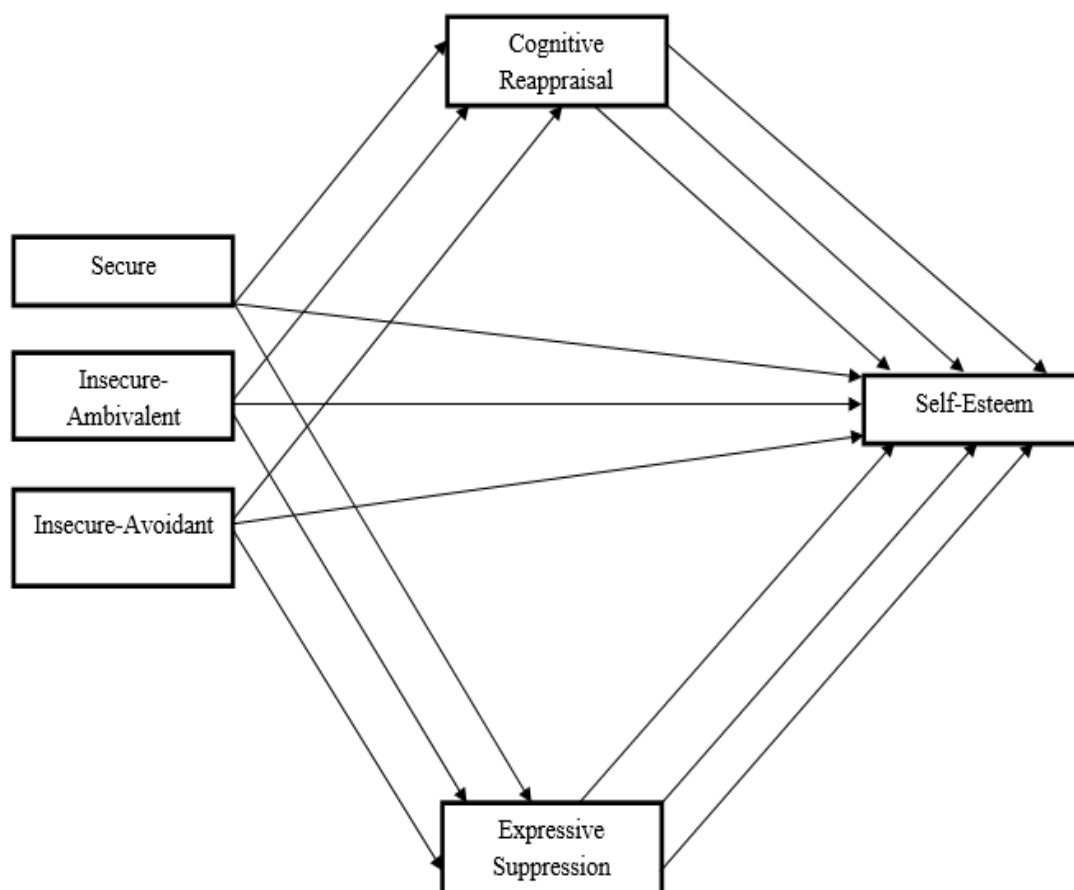 Cognitive
Reappraisal
Secure
Insecure-
Ambivalent
Self-Esteem
Insecure-Avoidant
Expressive
Suppression